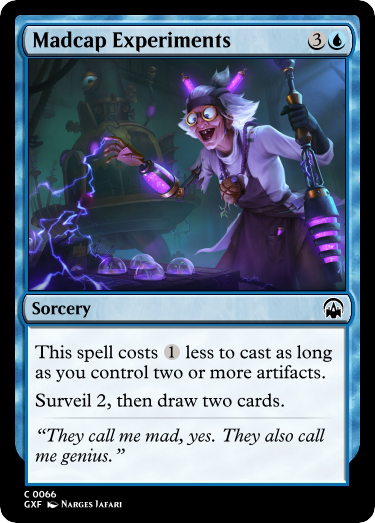 Madcap Experiments 3
Sorcery
This spell costs 1 less to cast as long
as you control two or more artifacts.
Surveil 2, then draw two cards.
“They call me mad, yes. They also call
me genius.”
C 0066
GXF Narges Jafari